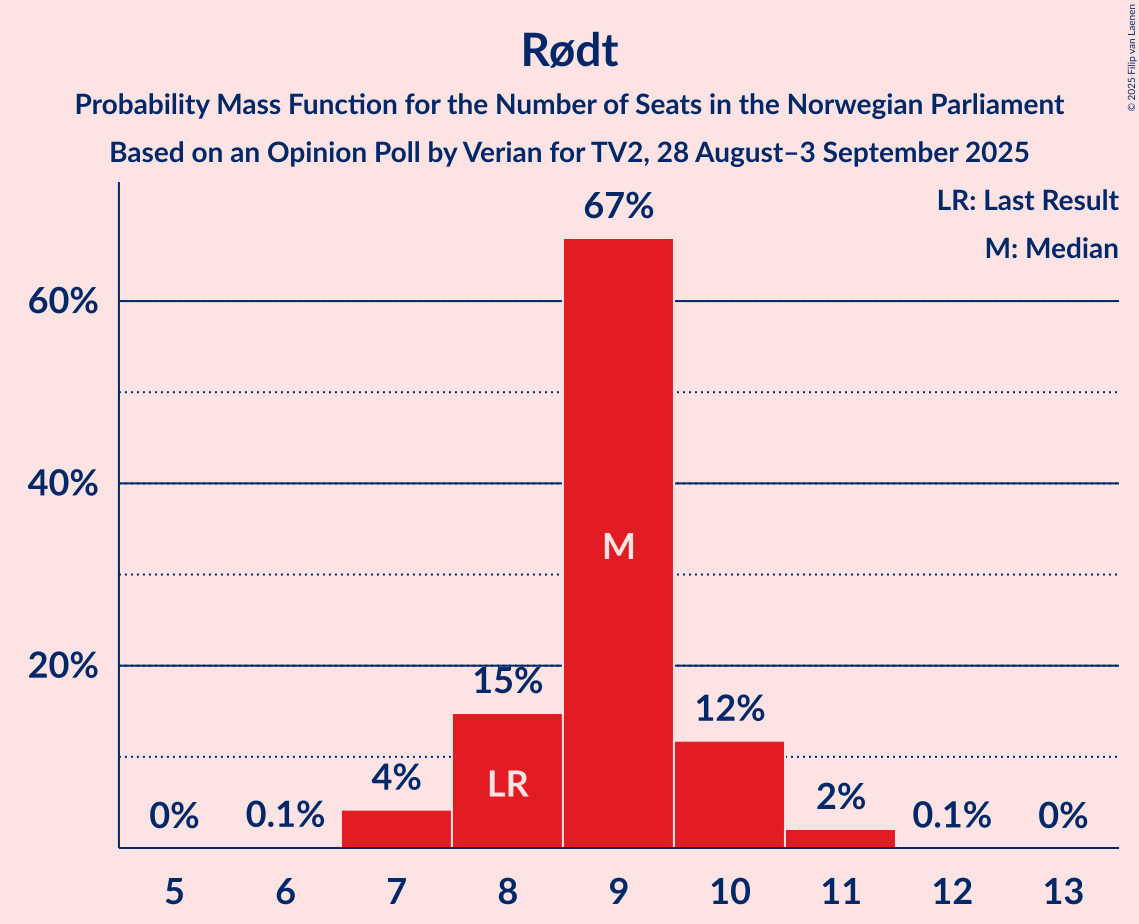 Rødt
Probability Mass Function for the Number of Seats in the Norwegian Parliament
Based on an Opinion Poll by Verian for TV2, 28 August–3 September 2025
© 2025 Filip van Laenen
LR: Last Result
M: Median
67%
60%
40%
20%
M
15%
12%
LR
4%
2%
0%
0.1%
0.1%
0%
5 6 7 8 9 10 11 12 13